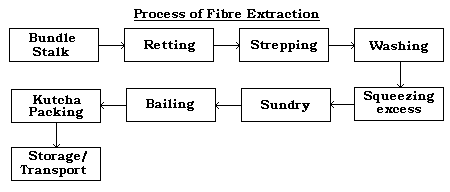 Process of Fibre Extraction
Bundle
Stalk
Retting
Strepping
Washing
Squeezing
excess
Sundry
Bailing
Kutcha
Packing
Storage/
Transport